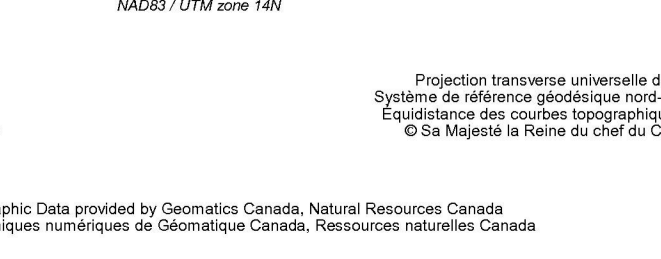 NAD83 / UTM zone 14N
Projection transverse universelle d
Système de référence géodésique nord-
Équidistance des courbes topographiqu
© Sa Majesté la Reine du chef du C
phic Data provided by Geomatics Canada, Natural Resources Canada
iques numériques de Géomatique Canada, Ressources naturelles Canada